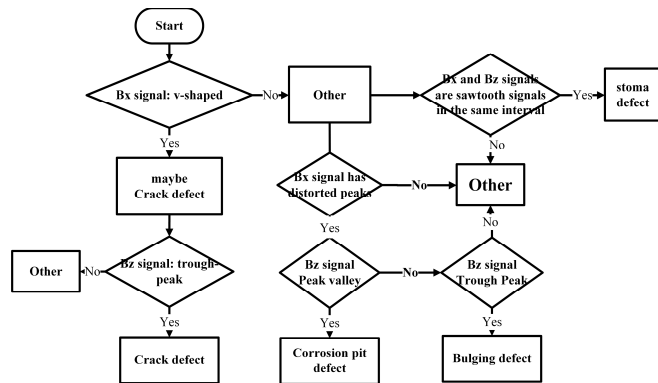 Start
Bx signal: v-shaped
No
Other
Bx and Bz signals
are sawtooth signals
in the same interval
Yes
stoma
defect
Yes
No
maybe
Crack defect
Bx signal has
distorted peaks
No
Other
Yes
No
Other
No
Bz signal: trough-
peak
Bz signal
Peak valley
No
Bz signal
Trough Peak
Yes
Yes
Yes
Crack defect
Corrosion pit
defect
Bulging defect